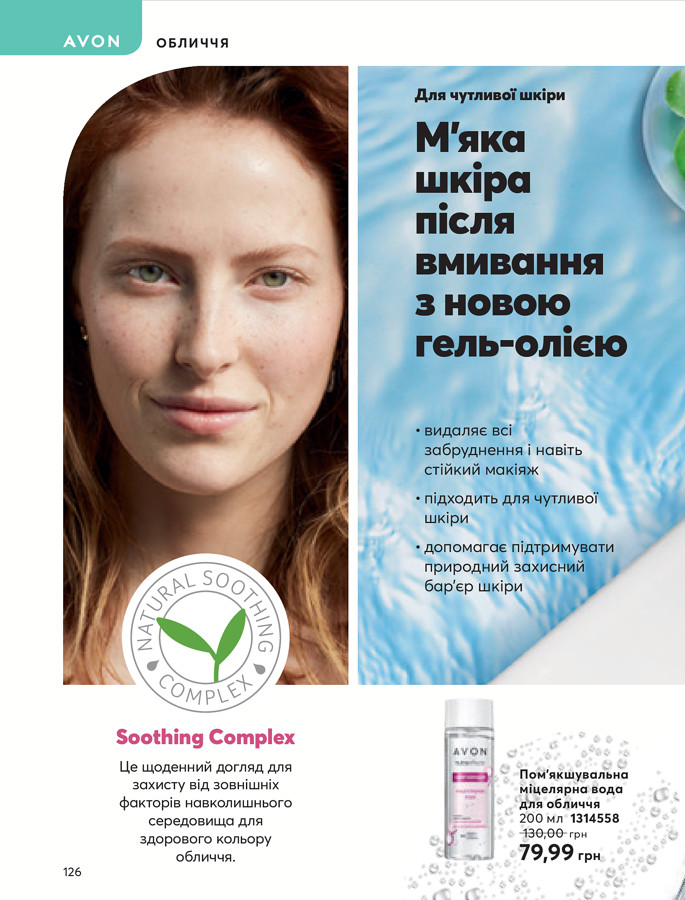 AVON
ОБЛИЧЧЯ
Для чутливої шкіри
М'яка
шкіра
після
вмивання
з новою
гель-олією
• видаляє всі
забруднення і навіть
стійкий макіяж
• підходить для чутливої
шкіри
• допомагає підтримувати
природний захисний
бар'єр шкіри
NATURAL SOOTHING
COMPLEX
Soothing Complex
Це щоденний догляд для
захисту від зовнішніх
факторів навколишнього
середовища для
здорового кольору
обличчя.
AVON
Пом'якшувальна
міцелярна вода
для обличчя
200 мл 1314558
130,00 грн
79,99 грн
126